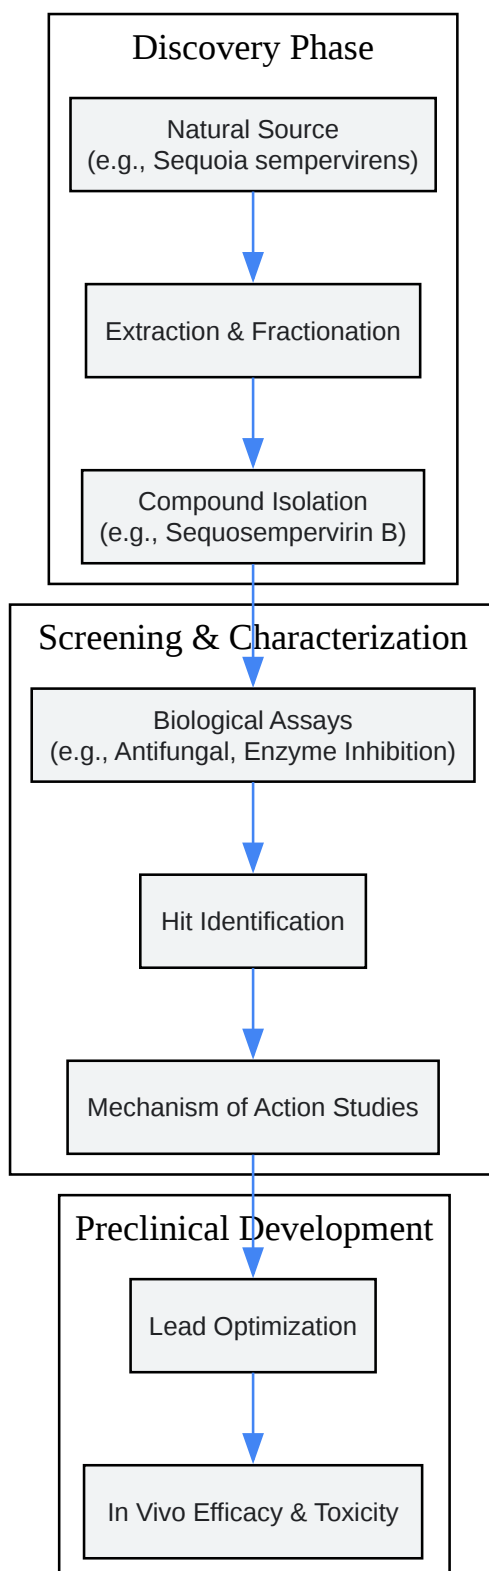 Discovery Phase
Natural Source
(e.g., Sequoia sempervirens)
Extraction & Fractionation
Compound Isolation
(e.g., Sequosempervirin B)
Screening & Characterization
Biological Assays
(e.g., Antifungal, Enzyme Inhibition)
Hit Identification
Mechanism of Action Studies
Preclinical Development
Lead Optimization
In Vivo Efficacy & Toxicity